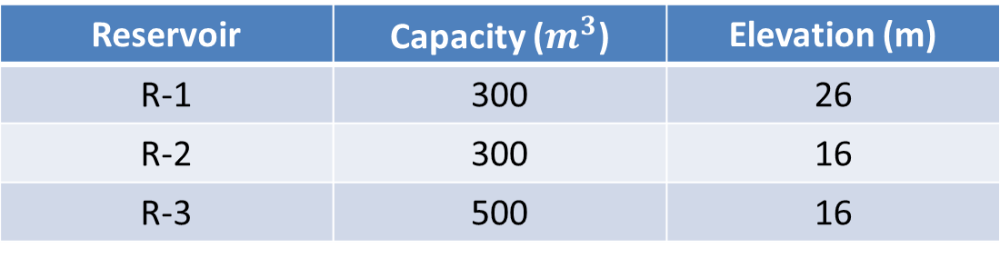 Reservoir Capacity (m³) Elevation (m)
R-1 300 26
R-2 300 16
R-3 500 16